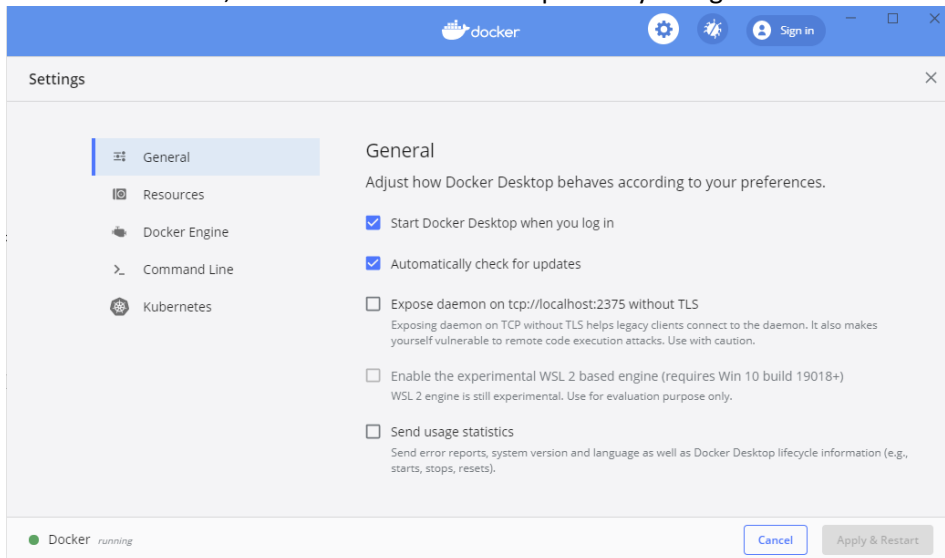 docker
Sign in
Settings
General
Resources
Docker Engine
Command Line
Kubernetes
General
Adjust how Docker Desktop behaves according to your preferences.
Start Docker Desktop when you log in
Automatically check for updates
Expose daemon on tcp://localhost:2375 without TLS
Exposing daemon on TCP without TLS helps legacy clients connect to the daemon. It also makes
yourself vulnerable to remote code execution attacks. Use with caution.
Enable the experimental WSL 2 based engine (requires Win 10 build 19018+)
WSL 2 engine is still experimental. Use for evaluation purpose only.
Send usage statistics
Send error reports, system version and language as well as Docker Desktop lifecycle information (e.g.,
starts, stops, resets).
Docker running
Cancel
Apply & Restart